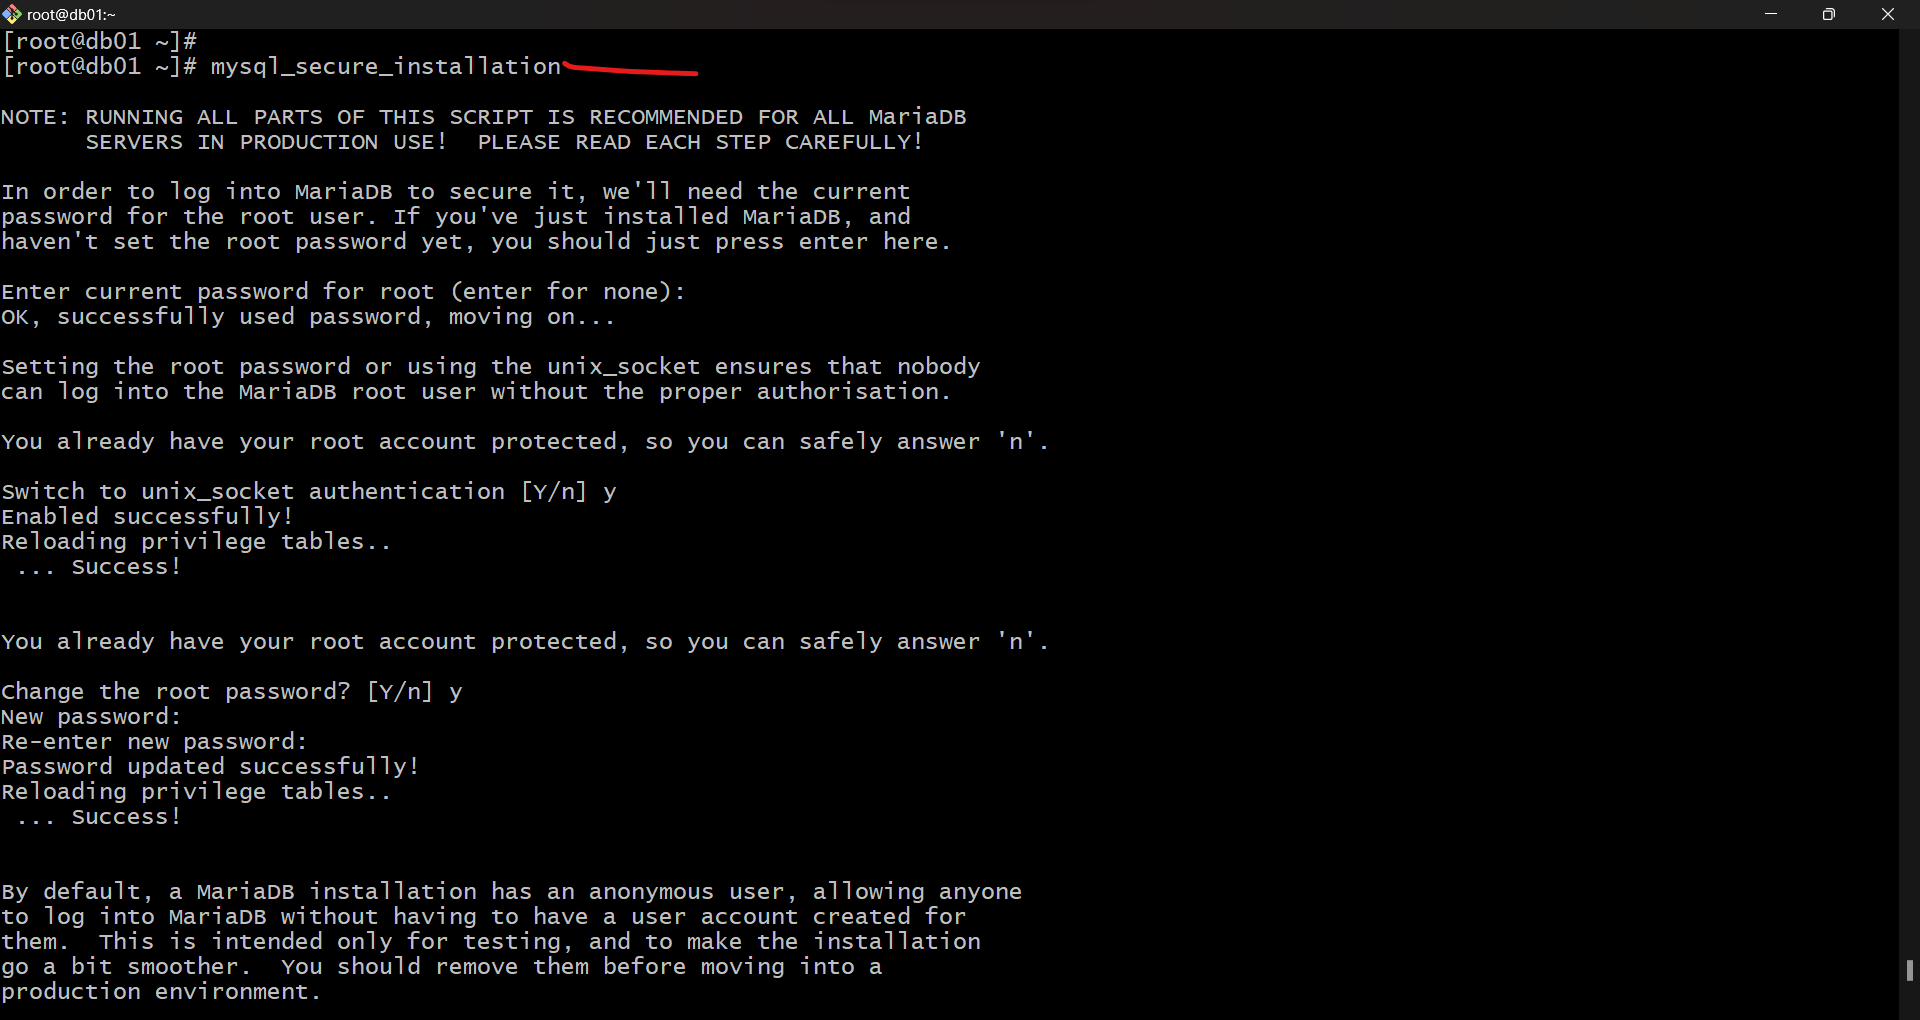 root@db01:~
[root@db01 ~]#
[root@db01 ~]# mysql_secure_installation
NOTE: RUNNING ALL PARTS OF THIS SCRIPT IS RECOMMENDED FOR ALL MariaDB
      SERVERS IN PRODUCTION USE!  PLEASE READ EACH STEP CAREFULLY!
In order to log into MariaDB to secure it, we'll need the current
password for the root user. If you've just installed MariaDB, and
haven't set the root password yet, you should just press enter here.
Enter current password for root (enter for none):
OK, successfully used password, moving on...
Setting the root password or using the unix_socket ensures that nobody
can log into the MariaDB root user without the proper authorisation.
You already have your root account protected, so you can safely answer 'n'.
Switch to unix_socket authentication [Y/n] y
Enabled successfully!
Reloading privilege tables..
 ... Success!
You already have your root account protected, so you can safely answer 'n'.
Change the root password? [Y/n] y
New password:
Re-enter new password:
Password updated successfully!
Reloading privilege tables..
 ... Success!
By default, a MariaDB installation has an anonymous user, allowing anyone
to log into MariaDB without having to have a user account created for
them.  This is intended only for testing, and to make the installation
go a bit smoother.  You should remove them before moving into a
production environment.